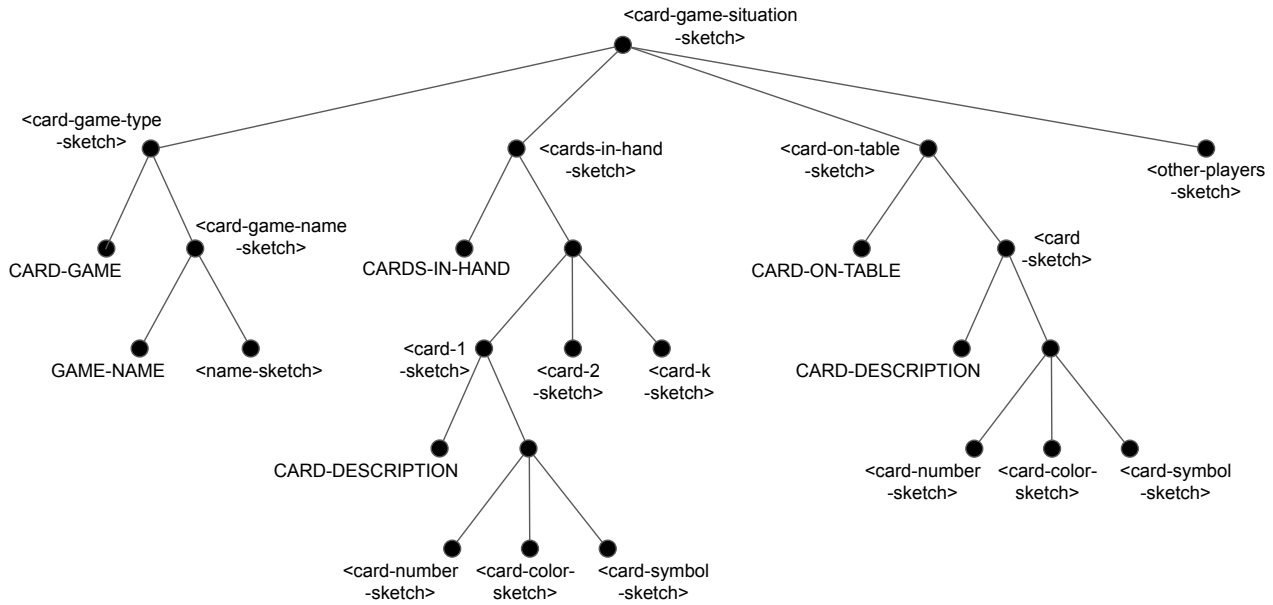 <card-game-situation
-sketch>
<card-game-type
-sketch>
<cards-in-hand
-sketch>
<card-on-table
-sketch>
<other-players
-sketch>
<card-game-name
-sketch>
CARD-GAME
CARDS-IN-HAND
CARD-ON-TABLE
<card
-sketch>
GAME-NAME
<name-sketch>
<card-1
-sketch>
<card-2
-sketch>
<card-k
-sketch>
CARD-DESCRIPTION
CARD-DESCRIPTION
<card-number
-sketch>
<card-color-
sketch>
<card-symbol
-sketch>
<card-number
-sketch>
<card-color-
sketch>
<card-symbol
-sketch>